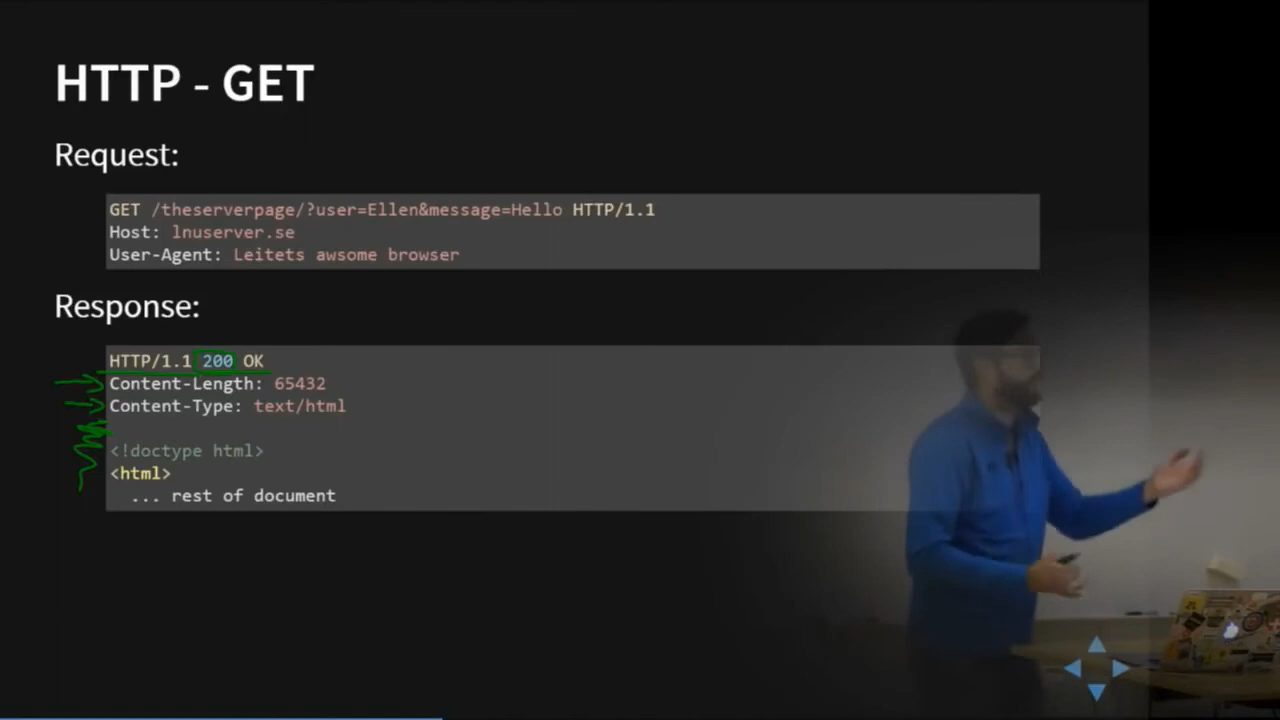 HTTP - GET
Request:
GET /theserverpage/?user=Ellen&message=Hello HTTP/1.1
Host: lnuserver.se
User-Agent: Leitets awsome browser
Response:
HTTP/1.1 200 OK
Content-Length: 65432
Content-Type: text/html
<!doctype html>
<html>
... rest of document